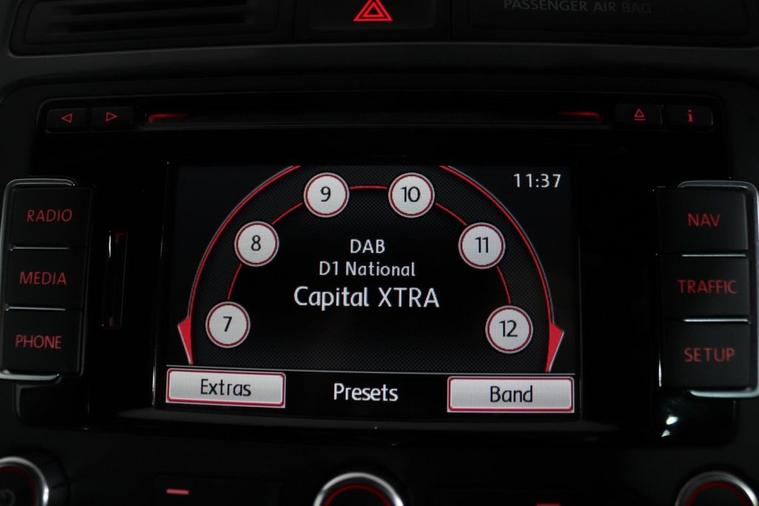 PASSENGER AIR BAG
i
RADIO
MEDIA
PHONE
11:37
9
10
8
11
DAB
D1 National
Capital XTRA
7
12
Extras
Presets
Band
NAV
TRAFFIC
SETUP